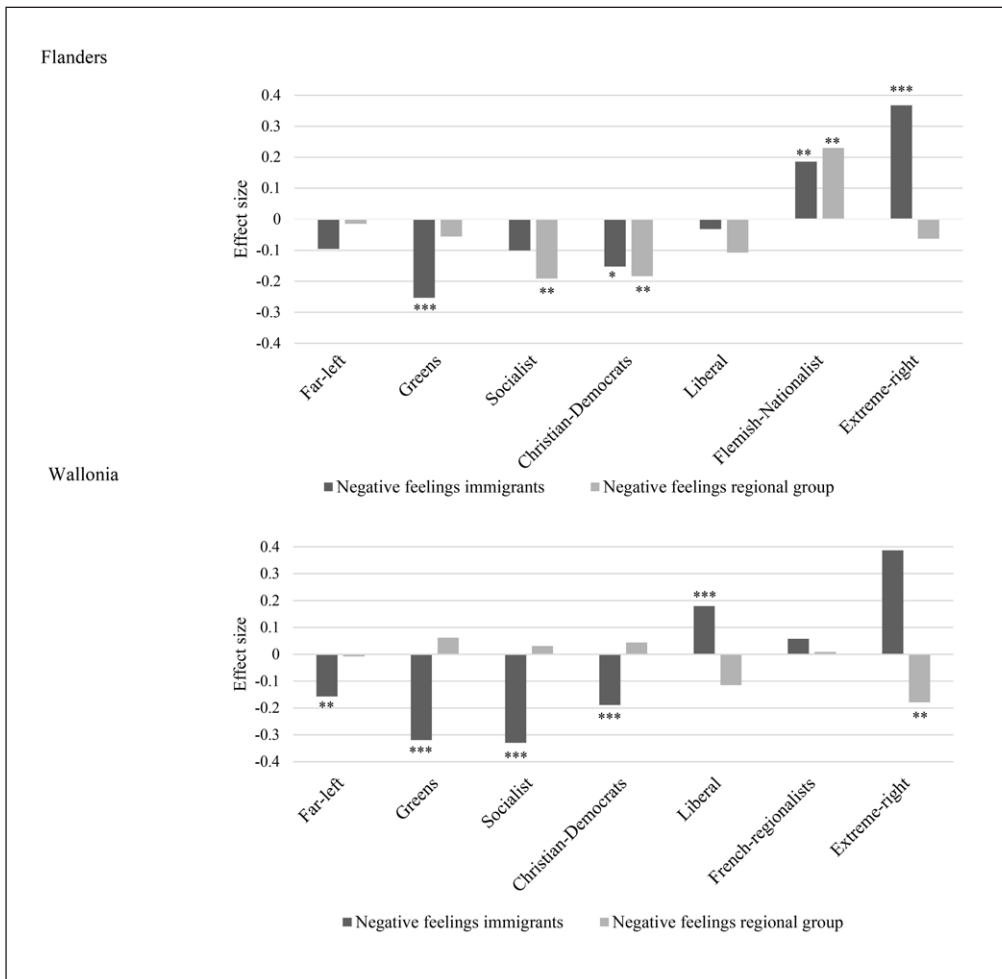 Flanders
Effect size
0.4
0.3
0.2
0.1
0
-0.1
-0.2
-0.3
-0.4
***
**
**
***
**
*
**
***
Far-left
Greens
Socialist
Christian-Democrats
Liberal
Flemish-Nationalist
Extreme-right
Negative feelings immigrants Negative feelings regional group
Wallonia
Effect size
0.4
0.3
0.2
0.1
0
-0.1
-0.2
-0.3
-0.4
**
***
***
***
***
**
Far-left
Greens
Socialist
Christian-Democrats
Liberal
French-regionalists
Extreme-right
Negative feelings immigrants Negative feelings regional group